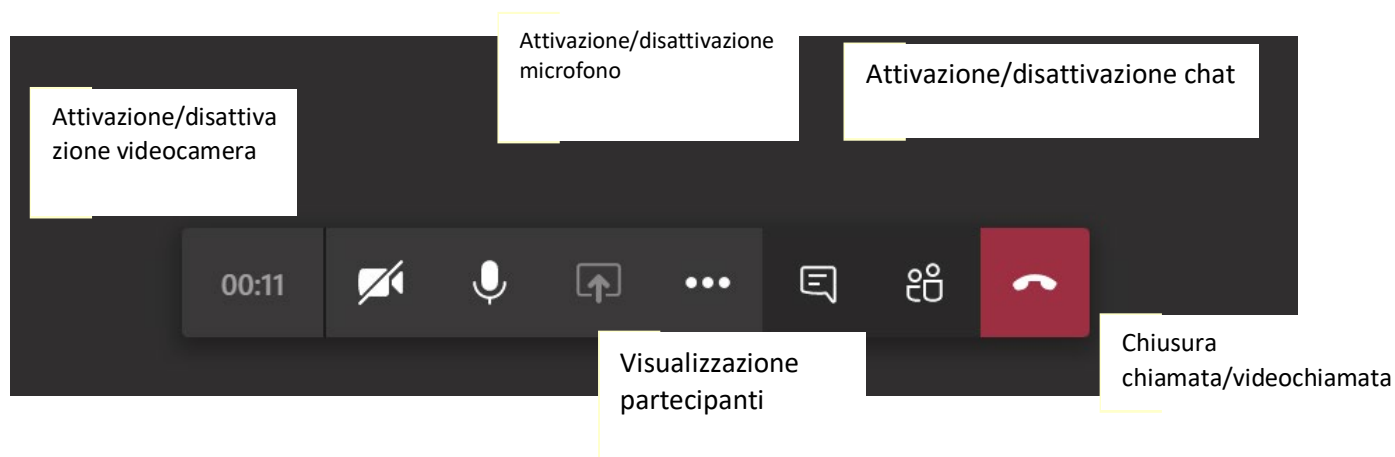 Attivazione/disattivazione
microfono
Attivazione/disattivazione chat
Attivazione/disattiva
zione videocamera
00:11
Visualizzazione
partecipanti
Chiusura
chiamata/videochiamata